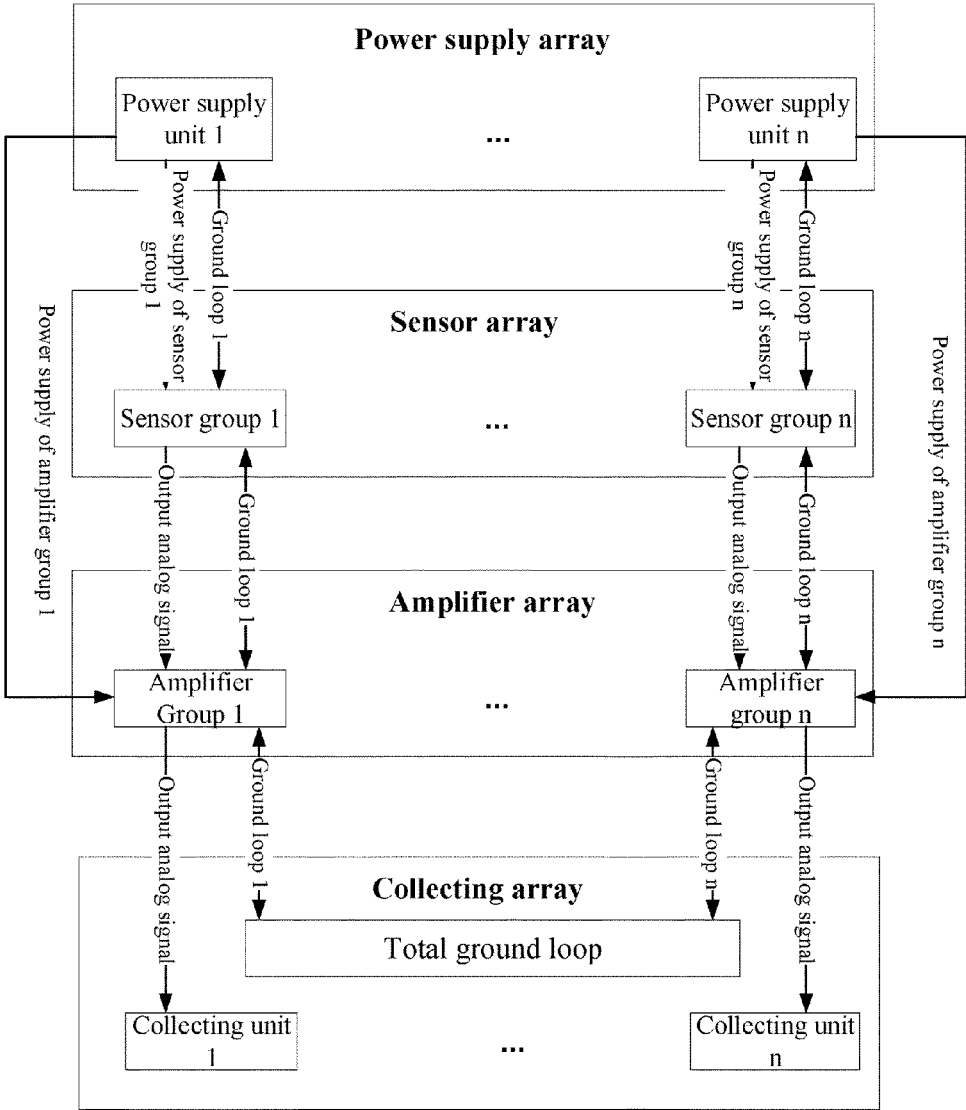 Power supply array
Power supply
unit 1
...
Power supply
unit n
Power supply of sensor
group 1
Ground loop 1
Power supply of sensor
group n
Ground loop n
Power supply of amplifier group 1
Power supply of amplifier group n
Sensor array
Sensor group 1
...
Sensor group n
Output analog signal
Ground loop 1
Output analog signal
Ground loop n
Amplifier array
Amplifier
Group 1
...
Amplifier
group n
Output analog signal
Ground loop 1
Ground loop n
Output analog signal
Collecting array
Total ground loop
Collecting unit
1
...
Collecting unit
n